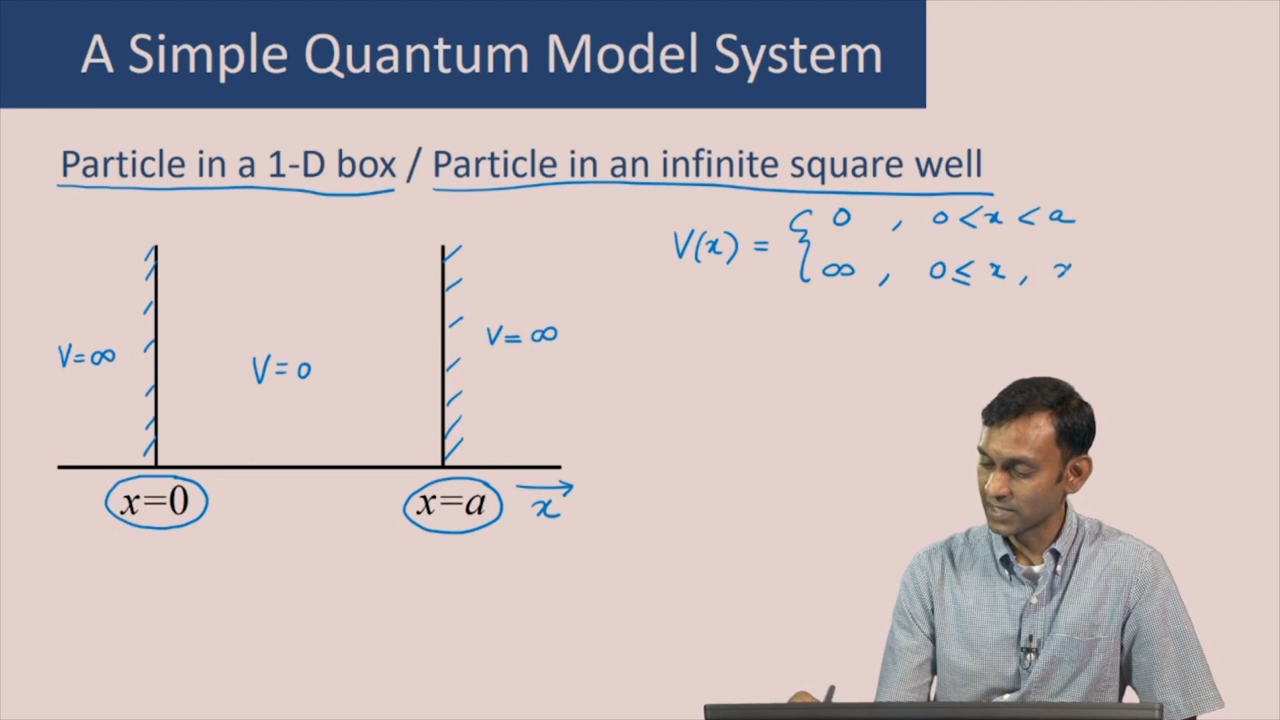 A Simple Quantum Model System
Particle in a 1-D box / Particle in an infinite square well
V(x) = { 0 , 0 < x < a
∞ , 0 ≤ x , x
V=∞
V=0
V=∞
x=0
x=a
x